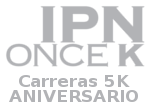 IPN
ONCE K
Carreras 5K
ANIVERSARIO